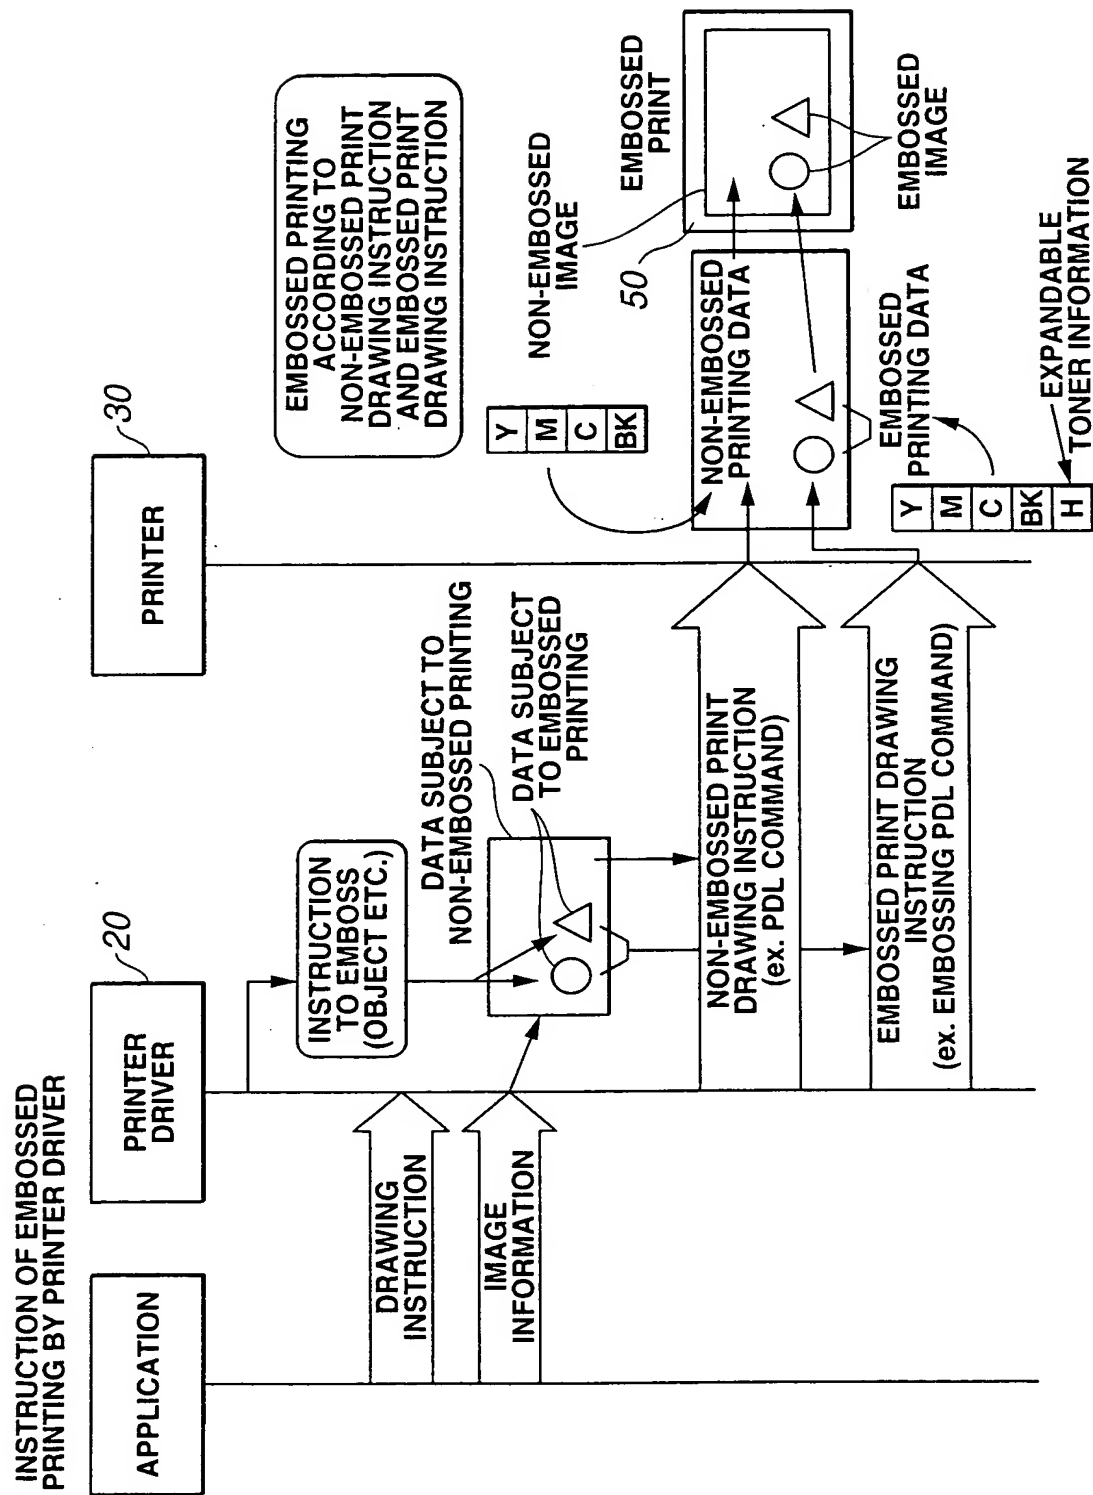 INSTRUCTION OF EMBOSSED
PRINTING BY PRINTER DRIVER
APPLICATION
20
PRINTER
DRIVER
30
PRINTER
DRAWING
INSTRUCTION
IMAGE
INFORMATION
INSTRUCTION
TO EMBOSS
(OBJECT ETC.)
DATA SUBJECT TO
NON-EMBOSSED PRINTING
DATA SUBJECT
TO EMBOSSED
PRINTING
NON-EMBOSSED PRINT
DRAWING INSTRUCTION
(ex. PDL COMMAND)
EMBOSSED PRINT DRAWING
INSTRUCTION
(ex. EMBOSSING PDL COMMAND)
EMBOSSED PRINTING
ACCORDING TO
NON-EMBOSSED PRINT
DRAWING INSTRUCTION
AND EMBOSSED PRINT
DRAWING INSTRUCTION
Y
M
C
BK
NON-EMBOSSED
IMAGE
50
EMBOSSED
PRINT
NON-EMBOSSED
PRINTING DATA
EMBOSSED
PRINTING DATA
EMBOSSED
IMAGE
Y
M
C
BK
H
EXPANDABLE
TONER INFORMATION